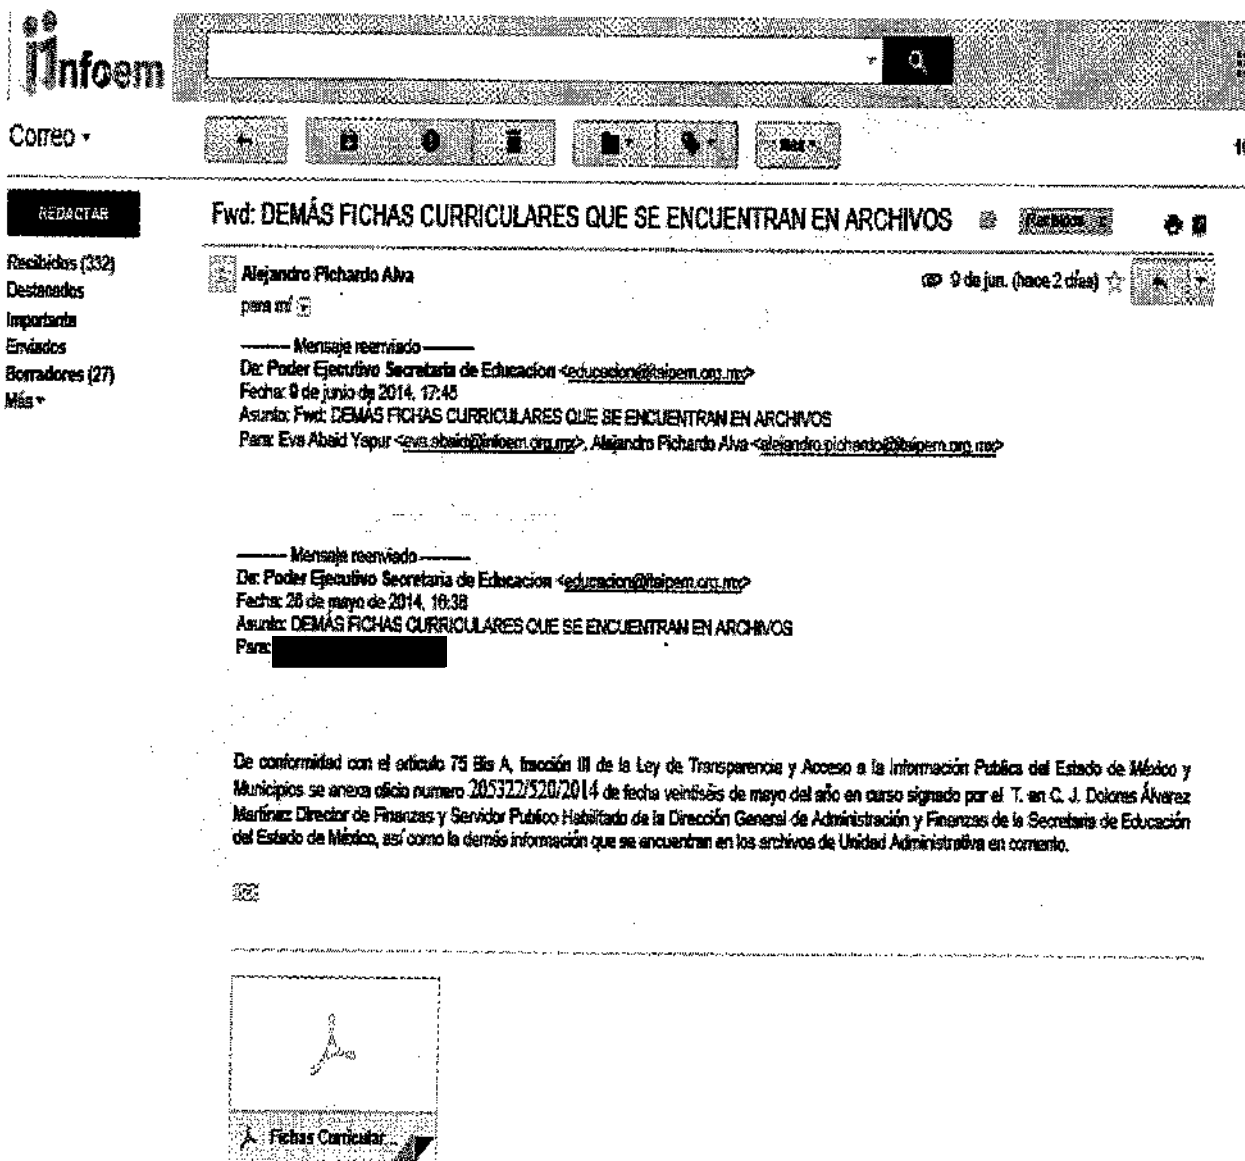 infoem
Correo
Más
REDACTAR
Fwd: DEMÁS FICHAS CURRICULARES QUE SE ENCUENTRAN EN ARCHIVOS
Recibidos (332)
Destacados
Importante
Enviados
Borradores (27)
Más
Alejandro Pichardo Alva
9 de jun. (hace 2 días)
para mí
--------- Mensaje reenviado ---------
De: Poder Ejecutivo Secretaria de Educacion <educacion@itaipem.org.mx>
Fecha: 9 de junio de 2014, 17:45
Asunto: Fwd: DEMÁS FICHAS CURRICULARES QUE SE ENCUENTRAN EN ARCHIVOS
Para: Eva Abaid Yapur <eva.abaid@infoem.org.mx>, Alejandro Pichardo Alva <alejandro.pichardo@itaipem.org.mx>
--------- Mensaje reenviado ---------
De: Poder Ejecutivo Secretaria de Educacion <educacion@itaipem.org.mx>
Fecha: 26 de mayo de 2014, 16:38
Asunto: DEMÁS FICHAS CURRICULARES QUE SE ENCUENTRAN EN ARCHIVOS
Para:
De conformidad con el artículo 75 Bis A, fracción III de la Ley de Transparencia y Acceso a la Información Publica del Estado de México y
Municipios se anexa oficio numero 205322/520/2014 de fecha veintiséis de mayo del año en curso signado por el T. en C. J. Dolores Álvarez
Martínez Director de Finanzas y Servidor Publico Habilitado de la Dirección General de Administración y Finanzas de la Secretaria de Educación
del Estado de México, así como la demás información que se encuentran en los archivos de Unidad Administrativa en comento.
Fichas Curricular...